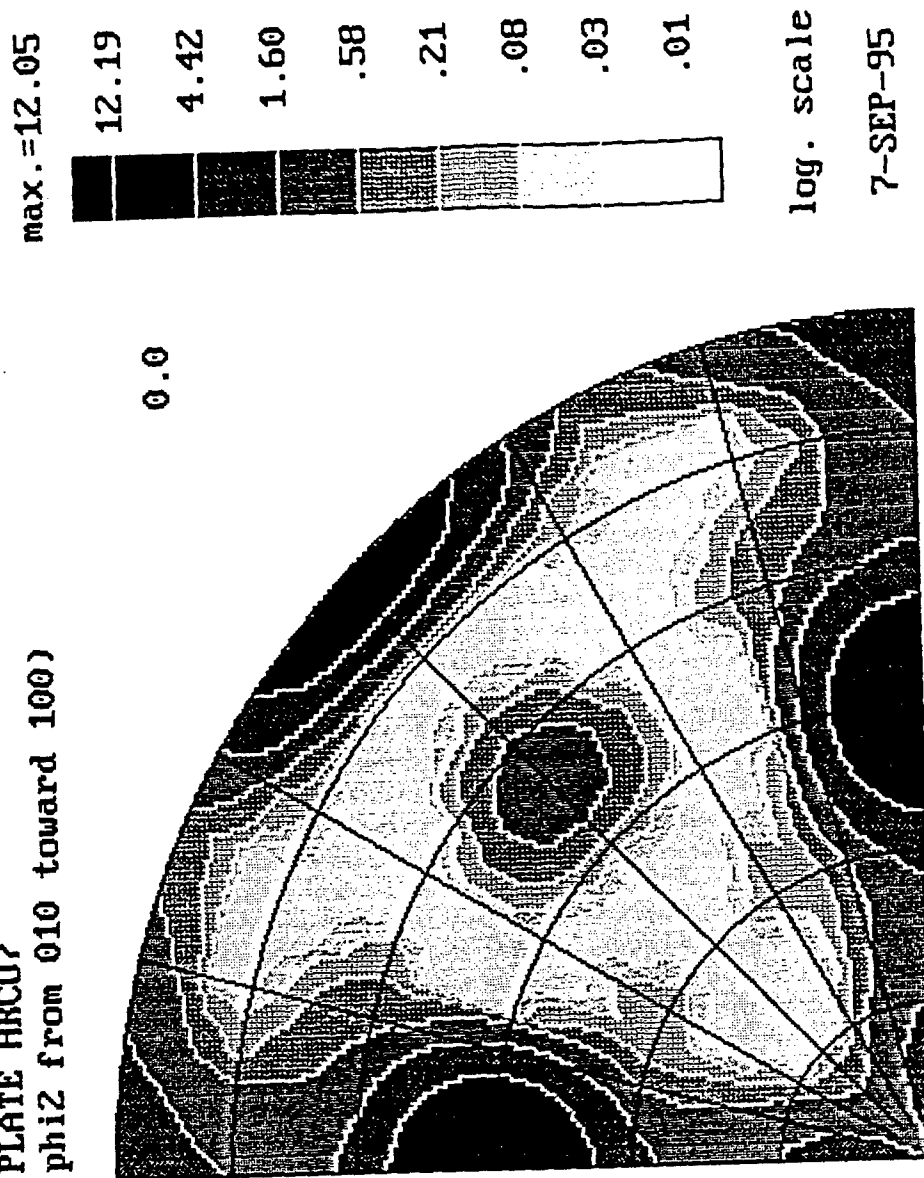 PLATE
phi2 from 010 toward 100)
0.0
max.=12.05
12.19
4.42
1.60
.58
.21
.08
.03
.01
log. scale
7-SEP-95